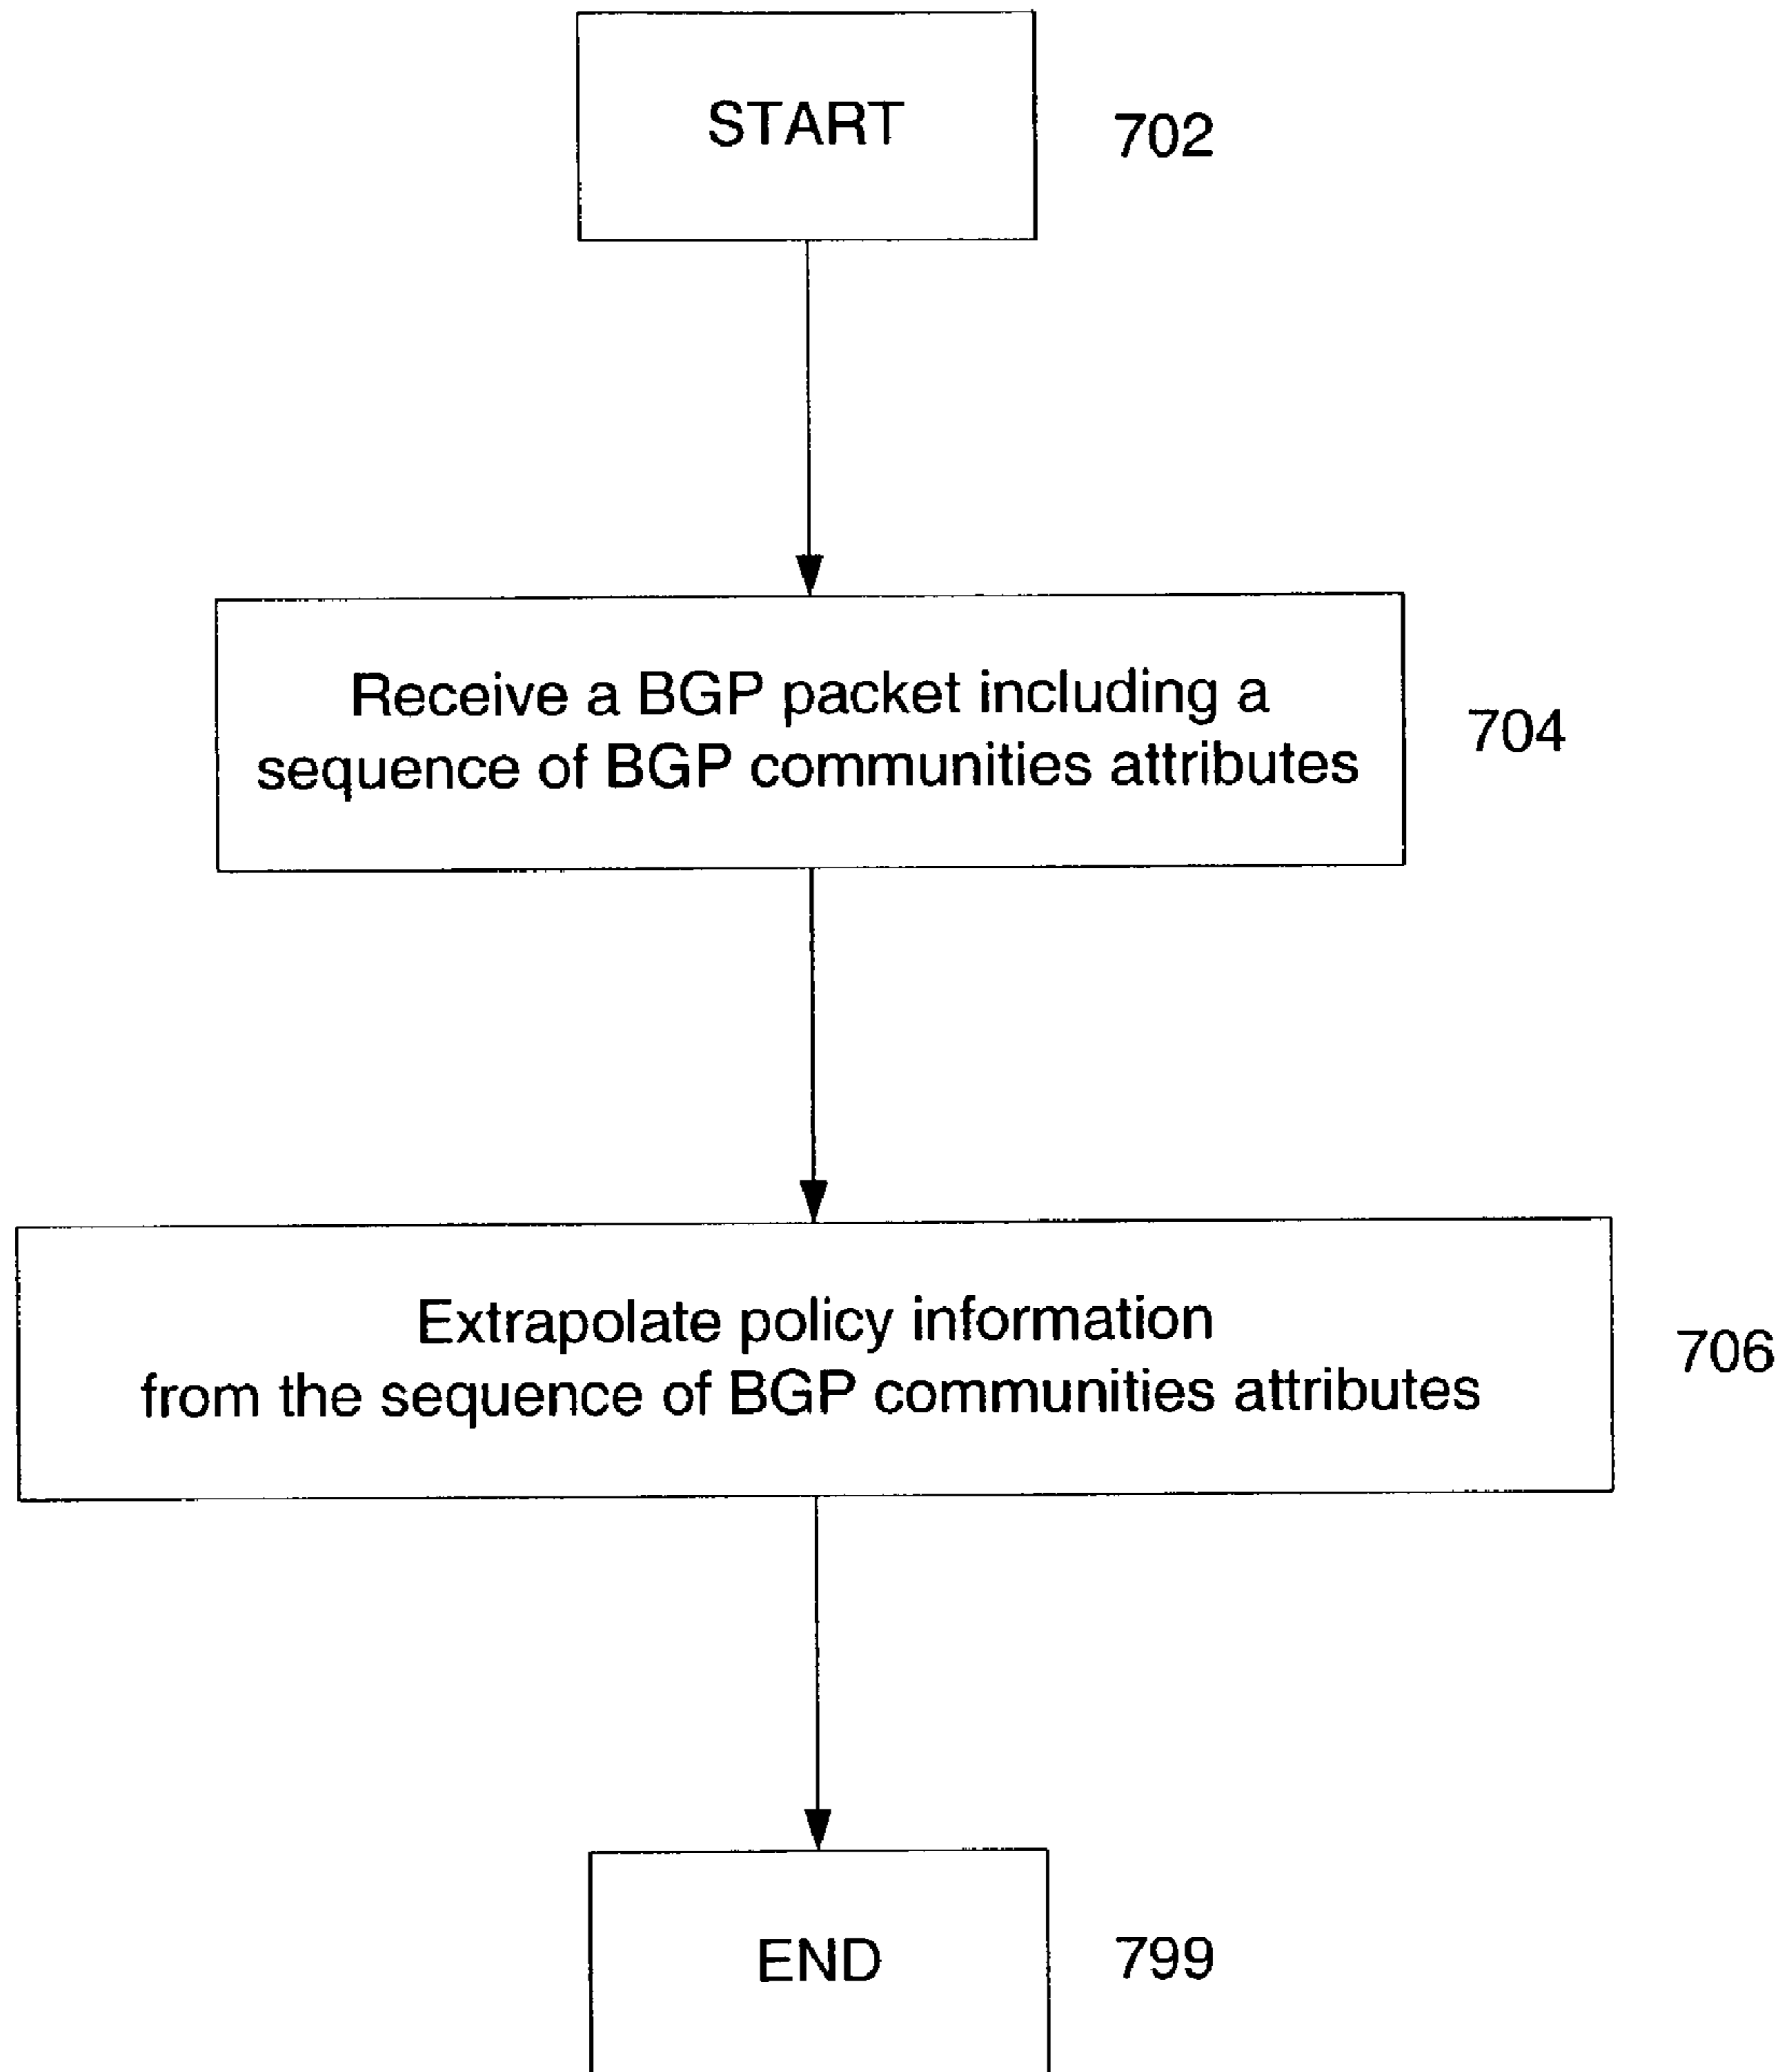 START
702
Receive a BGP packet including a
sequence of BGP communities attributes
704
Extrapolate policy information
from the sequence of BGP communities attributes
706
END
799